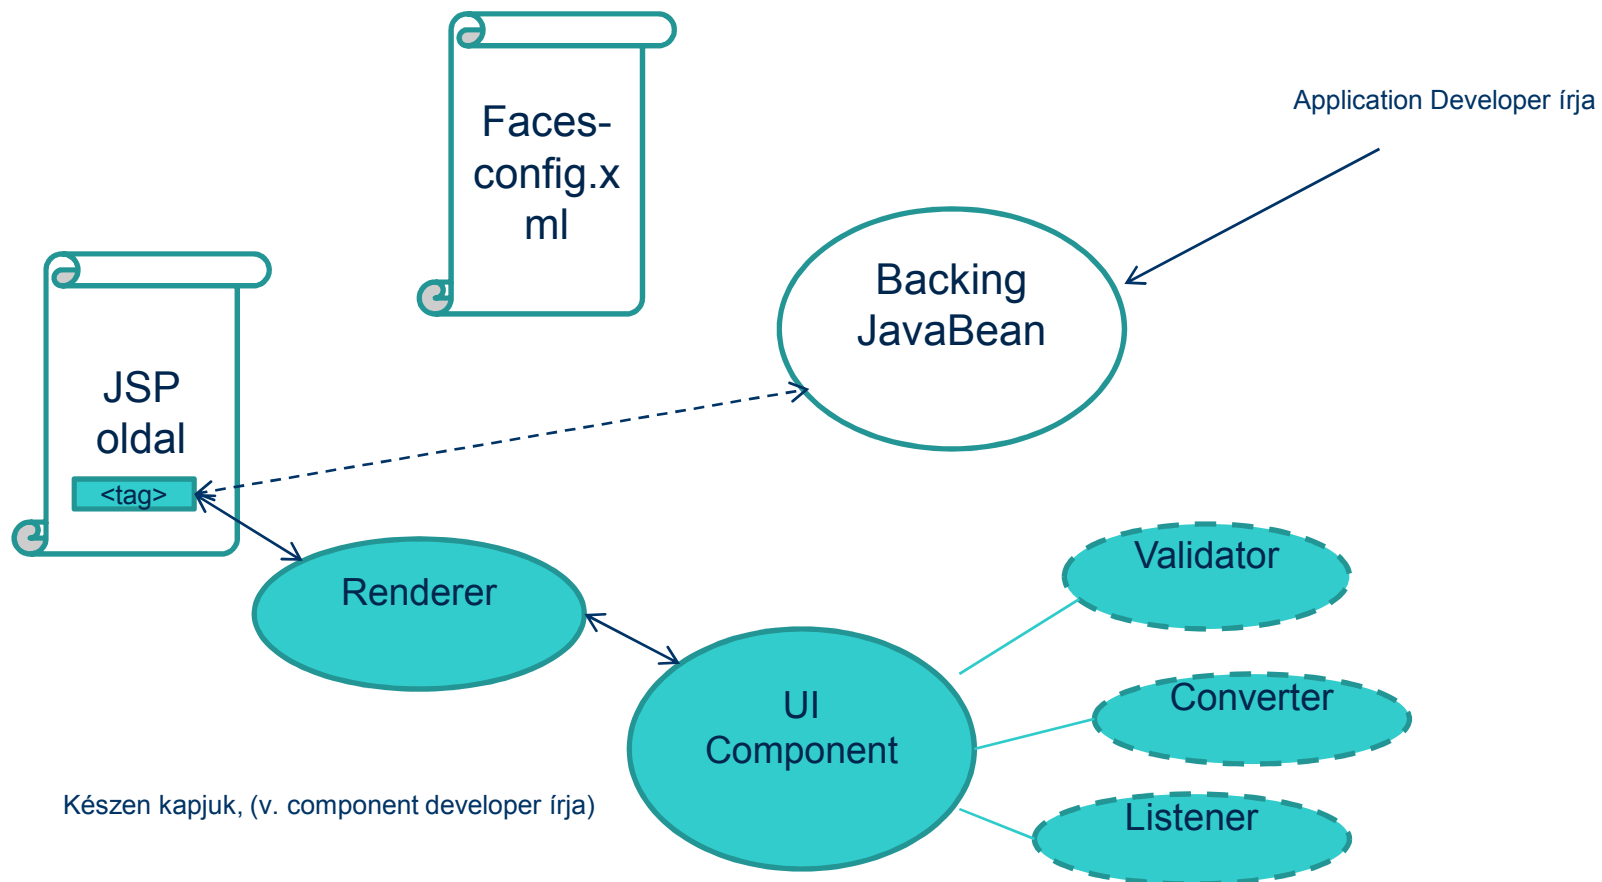 Faces-
config.x
ml
Application Developer írja
Backing
JavaBean
JSP
oldal
<tag>
Renderer
Validator
UI
Component
Converter
Listener
Készen kapjuk, (v. component developer írja)